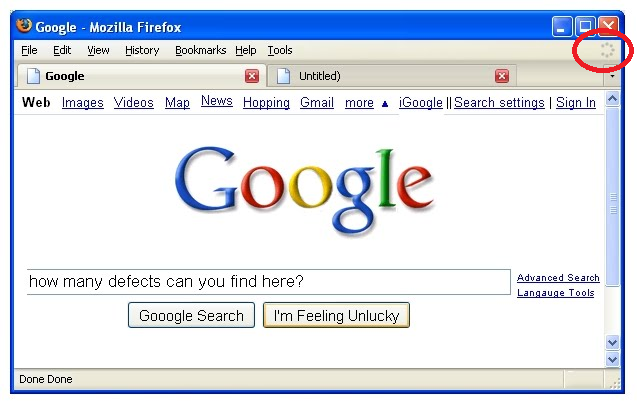 Google - Mozilla Firefox
File Edit View History Bookmarks Help Tools
Google Untitled)
Web Images Videos Map News Hopping Gmail more ▲ iGoogle || Search settings | Sign In
Google
how many defects can you find here?
Advanced Search
Langauge Tools
Gooogle Search I'm Feeling Unlucky
Done Done